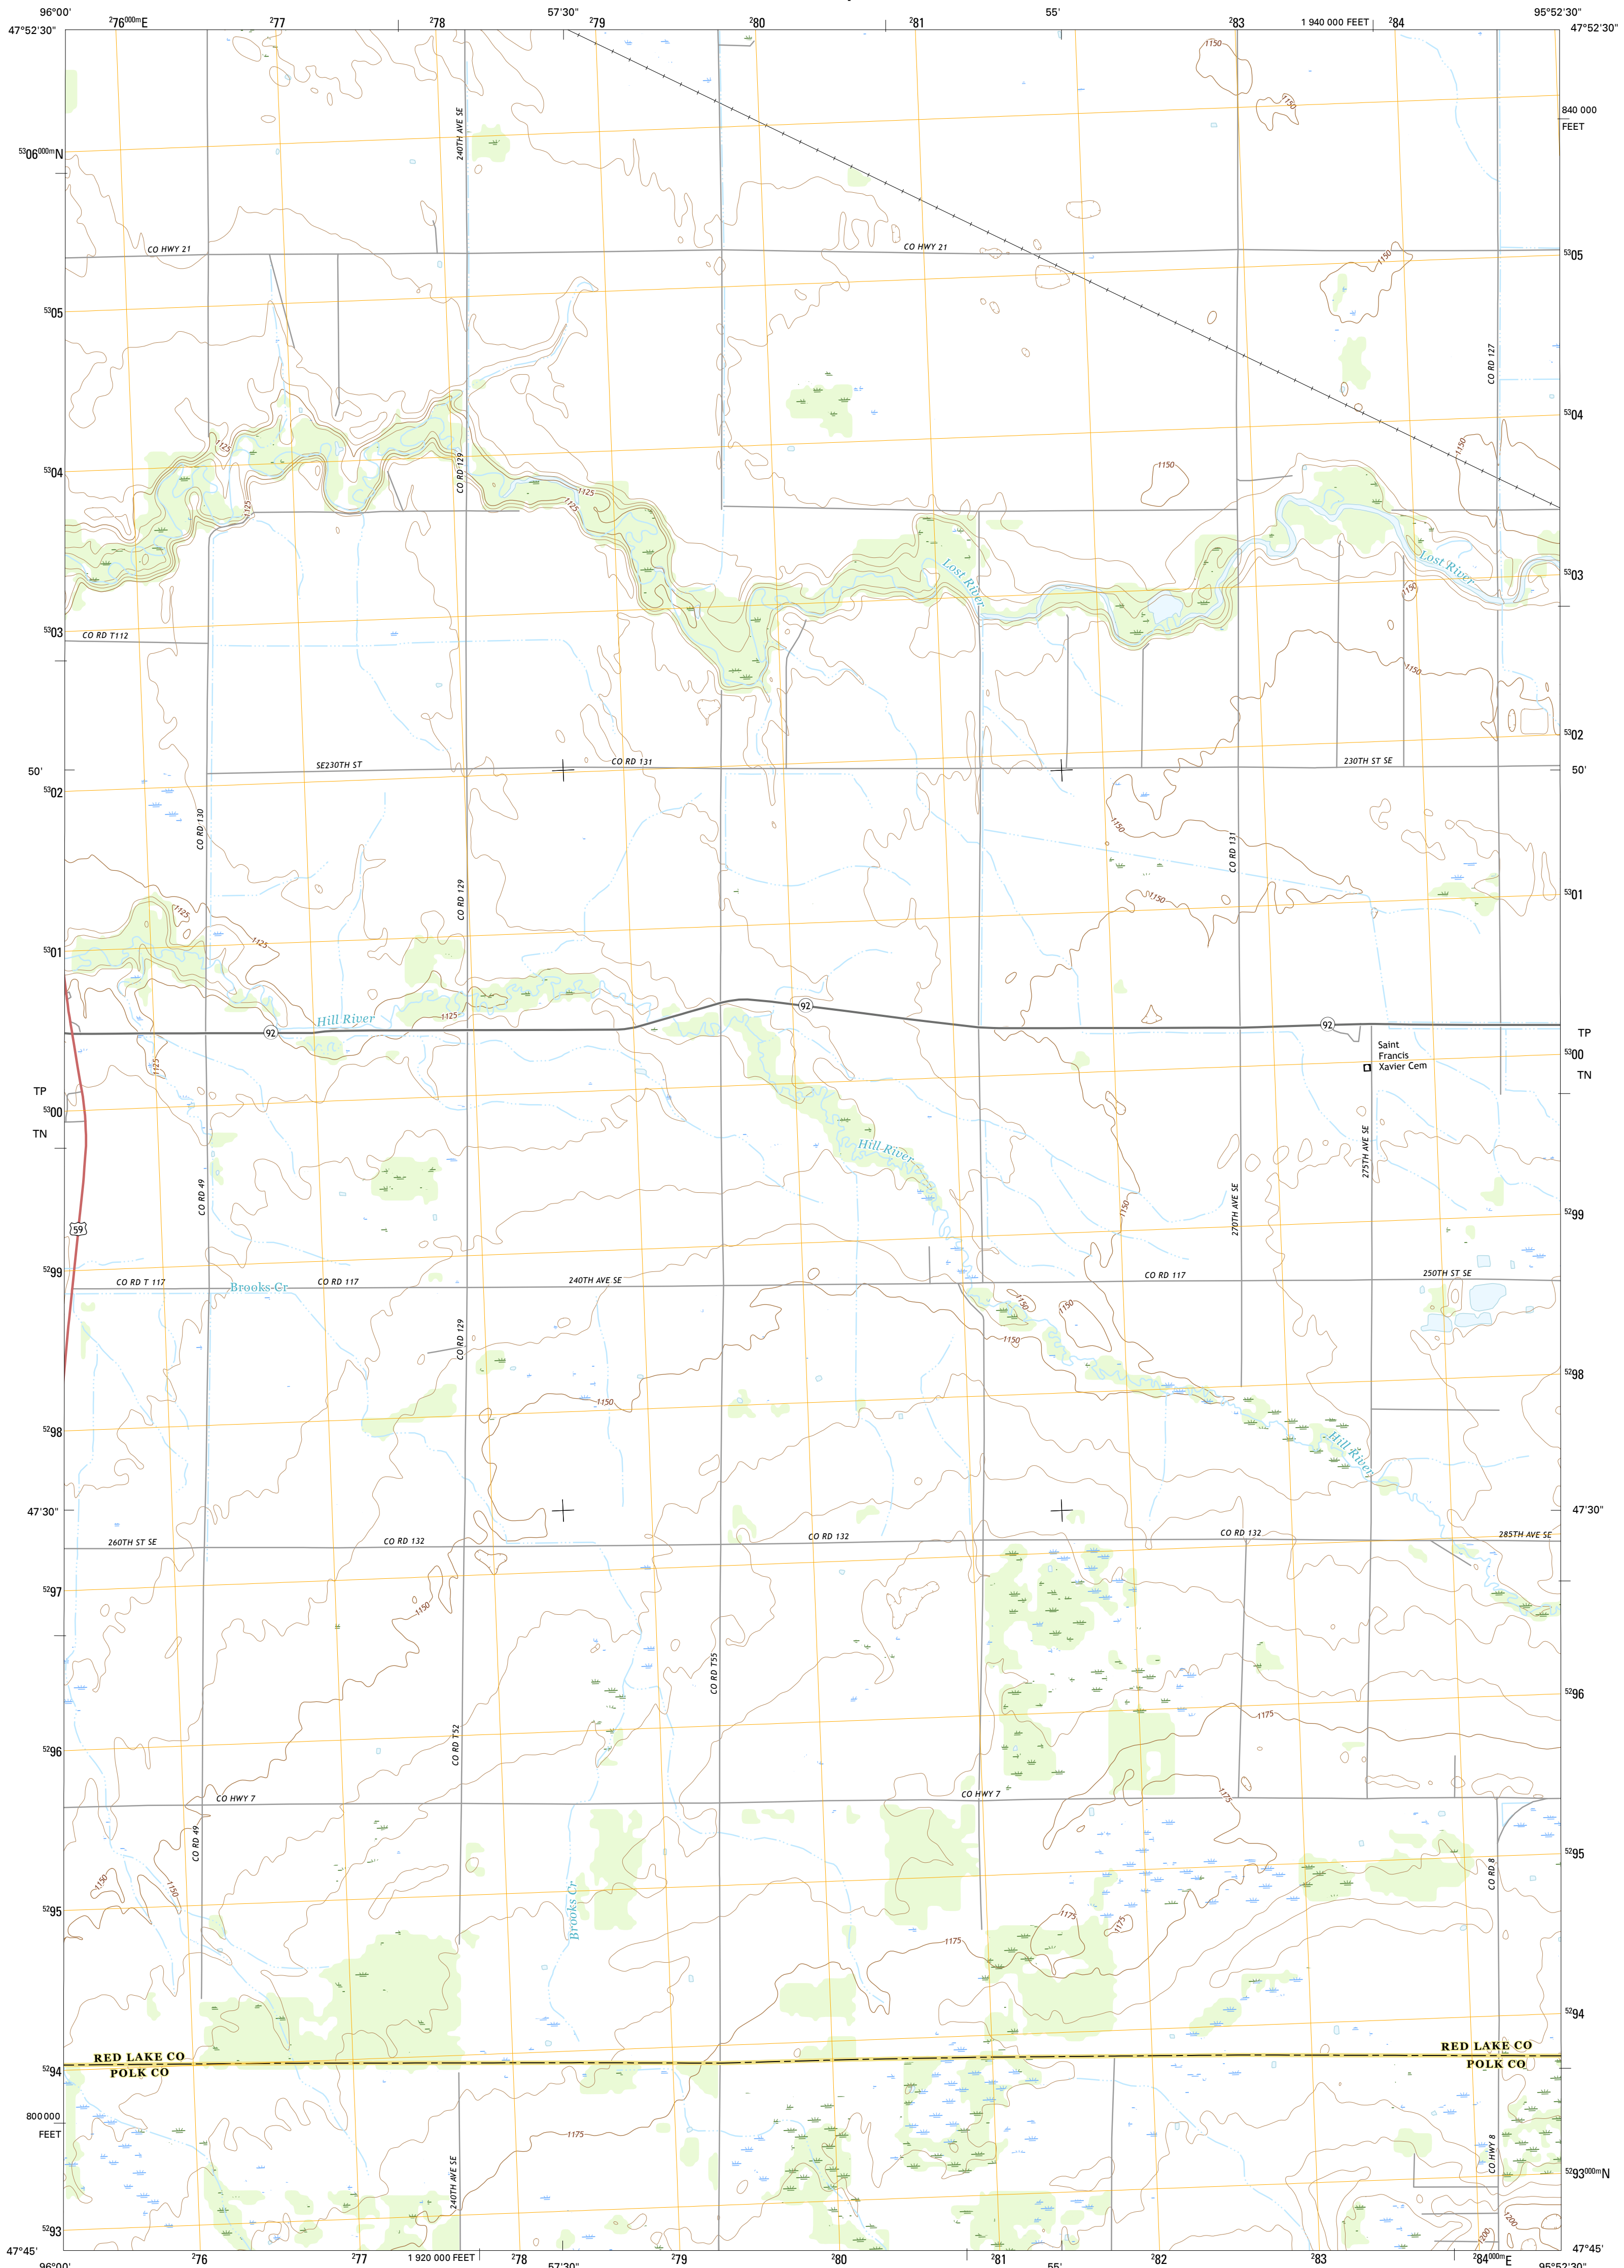 96°00'
²76⁰⁰⁰ᵐE
²77
²78
57'30"
²79
²80
²81
55'
²83
1 940 000 FEET
²84
95°52'30"
47°52'30"
47°52'30"
1150
1150
840 000
FEET
240TH AVE SE
⁵³06⁰⁰⁰ᵐN
CO HWY 21
CO HWY 21
1150
⁵³05
⁵³05
CO RD 127
⁵³04
1125
1150
1150
⁵³04
CO RD 129
1125
1125
1125
Lost River
Lost River
⁵³03
1150
⁵³03
CO RD T112
1150
⁵³02
SE230TH ST
CO RD 131
230TH ST SE
50'
50'
⁵³02
CO RD 130
1150
CO RD 131
CO RD 129
1150
⁵³01
1125
1125
⁵³01
Hill River
1125
92
92
92
TP
⁵³00
TN
Saint
Francis
Xavier Cem
1125
TP
⁵³00
TN
Hill River
275TH AVE SE
CO RD 49
270TH AVE SE
1150
⁵²99
59
⁵²99
CO RD T 117
Brooks Cr
CO RD 117
240TH AVE SE
CO RD 117
250TH ST SE
1150
1150
1150
CO RD 129
⁵²98
1150
⁵²98
Hill River
47'30"
47'30"
260TH ST SE
CO RD 132
CO RD 132
CO RD 132
285TH AVE SE
⁵²97
1150
CO RD T55
⁵²96
CO RD T52
1175
⁵²96
CO HWY 7
CO HWY 7
1175
CO RD 49
CO RD 8
⁵²95
1150
1150
Brooks Cr
1175
1175
1175
⁵²95
⁵²94
RED LAKE CO
POLK CO
RED LAKE CO
POLK CO
⁵²94
800 000
FEET
1175
240TH AVE SE
CO HWY 8
⁵²93⁰⁰⁰ᵐN
1200
1200
⁵²93
47°45'
47°45'
96°00'
²76
²77
1 920 000 FEET
²78
57'30"
²79
²80
²81
55'
²82
²83
²84⁰⁰⁰ᵐE
95°52'30"